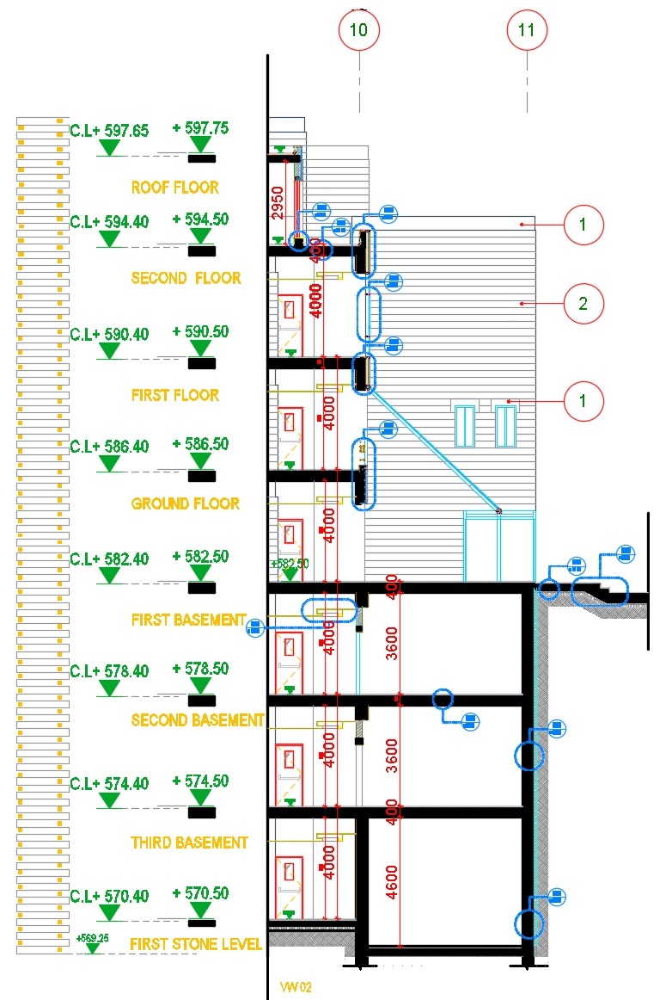 10 11
C.L+ 597.65 + 597.75
ROOF FLOOR
2950
C.L+ 594.40 + 594.50
1
400
SECOND FLOOR
4000
2
C.L+ 590.40 + 590.50
FIRST FLOOR
4000
1
C.L+ 586.40 + 586.50
GROUND FLOOR
4000
C.L+ 582.40 + 582.50
+582.50
400
FIRST BASEMENT
4000
3600
C.L+ 578.40 + 578.50
SECOND BASEMENT
4000
3600
C.L+ 574.40 + 574.50
400
THIRD BASEMENT
4000
4600
C.L+ 570.40 + 570.50
+569.25
FIRST STONE LEVEL
VW 02